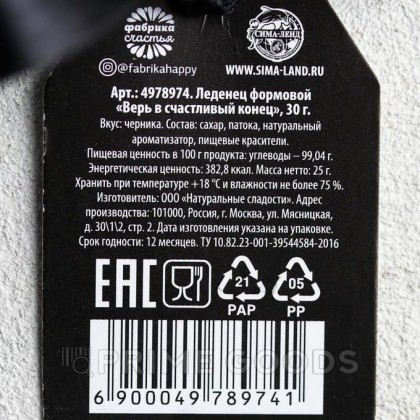 фабрика
счастья
@fabrikahappy
СИМА-ЛЕНД
WWW.SIMA-LAND.RU
Арт.: 4978974. Леденец формовой
«Верь в счастливый конец», 30 г.
Вкус: черника. Состав: сахар, патока, натуральный
ароматизатор, пищевые красители.
Пищевая ценность в 100 г продукта: углеводы – 99,04 г.
Энергетическая ценность: 382,8 ккал. Масса: 25 г.
Хранить при температуре +18 °С и влажности не более 75 %.
Изготовитель: ООО «Натуральные сладости». Адрес
производства: 101000, Россия, г. Москва, ул. Мясницкая,
д. 30\1\2, стр. 2. Дата изготовления указана на упаковке.
Срок годности: 12 месяцев. ТУ 10.82.23-001-39544584-2016
EAC
21
PAP
05
PP
PRIME GOODS
6 900049 789741